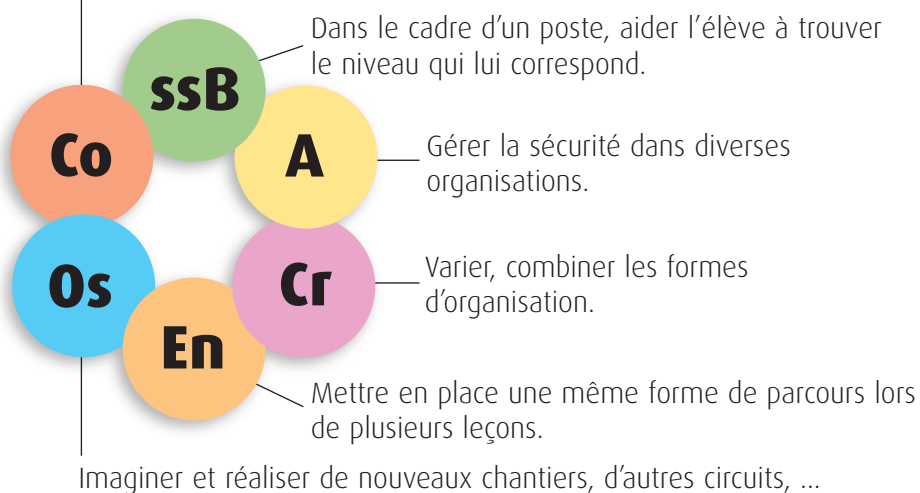 Dans le cadre d’un poste, aider l’élève à trouver
le niveau qui lui correspond.
ssB
Co
A
Gérer la sécurité dans diverses
organisations.
Os
Cr
Varier, combiner les formes
d’organisation.
En
Mettre en place une même forme de parcours lors
de plusieurs leçons.
Imaginer et réaliser de nouveaux chantiers, d’autres circuits, ...